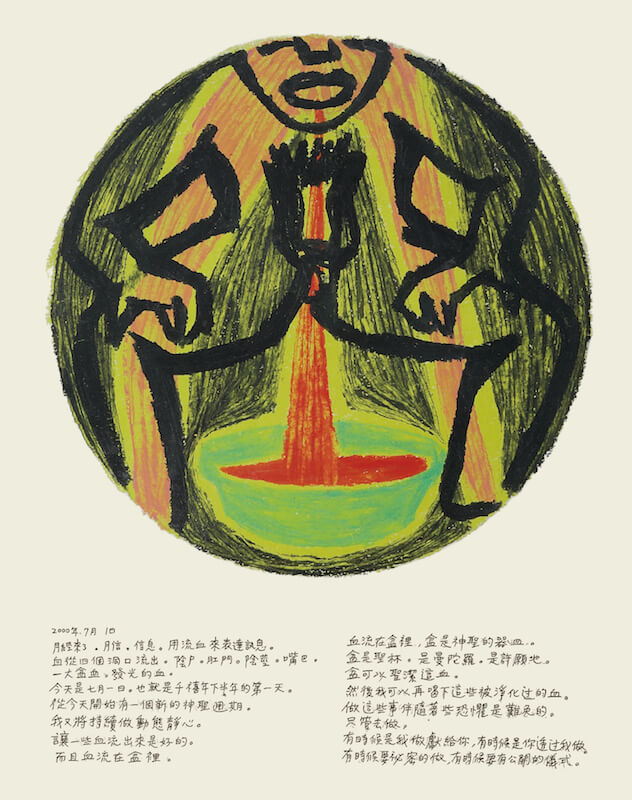 2000年.7月 1日
月經來了.月信.信息。用流血來表達訊息。
血從四個洞口流出。陰戶.肛門.陰莖.嘴巴。
一大盆血。發光的血。
今天是七月一日。也就是千禧年下半年的第一天。
從今天開始有一個新的神聖週期。
我又將持續做動態靜心。
讓一些血流出來是好的。
而且血流在盆裡。
血流在盆裡,盆是神聖的器皿。
盆是聖杯。是曼陀羅。是許願地。
盆可以聖潔這血。
然後我可以再喝下這些被淨化过的血。
做這些事伴隨著些恐懼是難免的。
只管去做。
有時候是我做獻給你,有時候是你透过我做。
有時候要祕密的做,有時候要有公開的儀式。